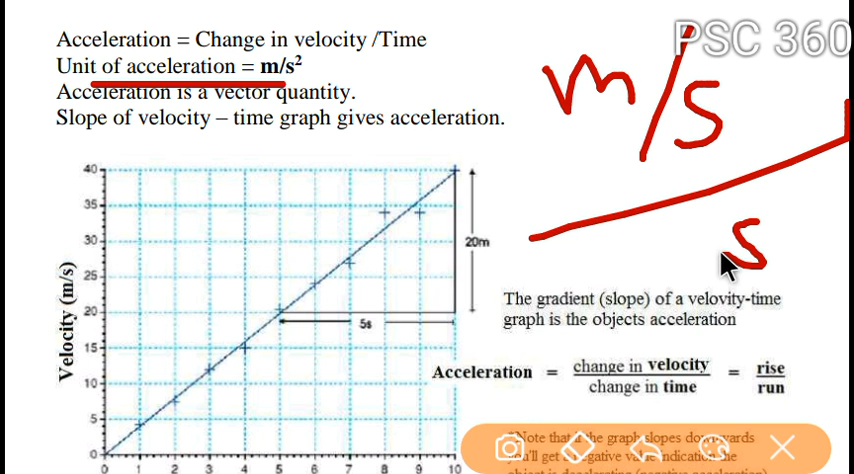 PSC 360
Acceleration = Change in velocity /Time
Unit of acceleration = m/s²
Acceleration is a vector quantity.
Slope of velocity – time graph gives acceleration.
m/s
s
40
35
30
25
20
15
10
5
0
Velocity (m/s)
20m
5s
0 1 2 3 4 5 6 7 8 9 10
The gradient (slope) of a velovity-time
graph is the objects acceleration
Acceleration = change in velocity = rise
change in time run
Note that if the graph slopes downwards